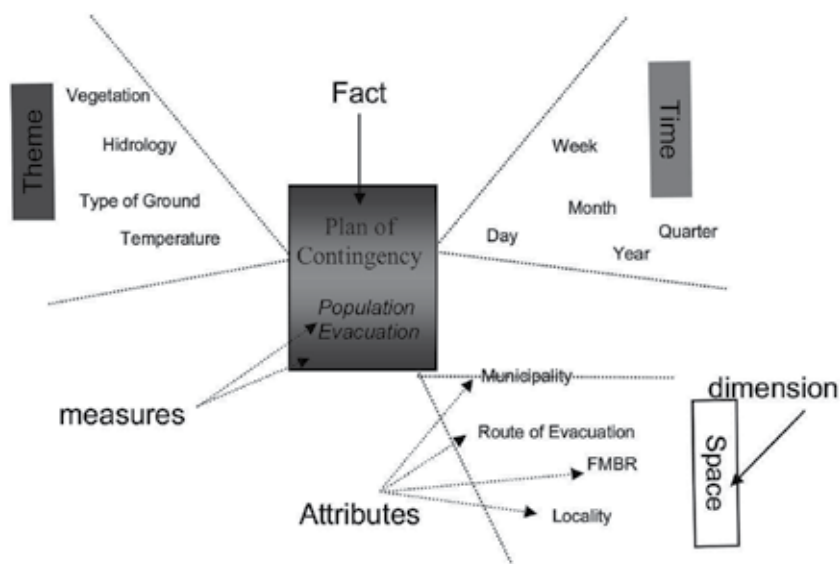 Theme
Vegetation
Hidrology
Type of Ground
Temperature
Fact
Plan of
Contingency
Population
Evacuation
Time
Week
Month
Day
Quarter
Year
measures
Attributes
Municipality
Route of Evacuation
FMBR
Locality
dimension
Space